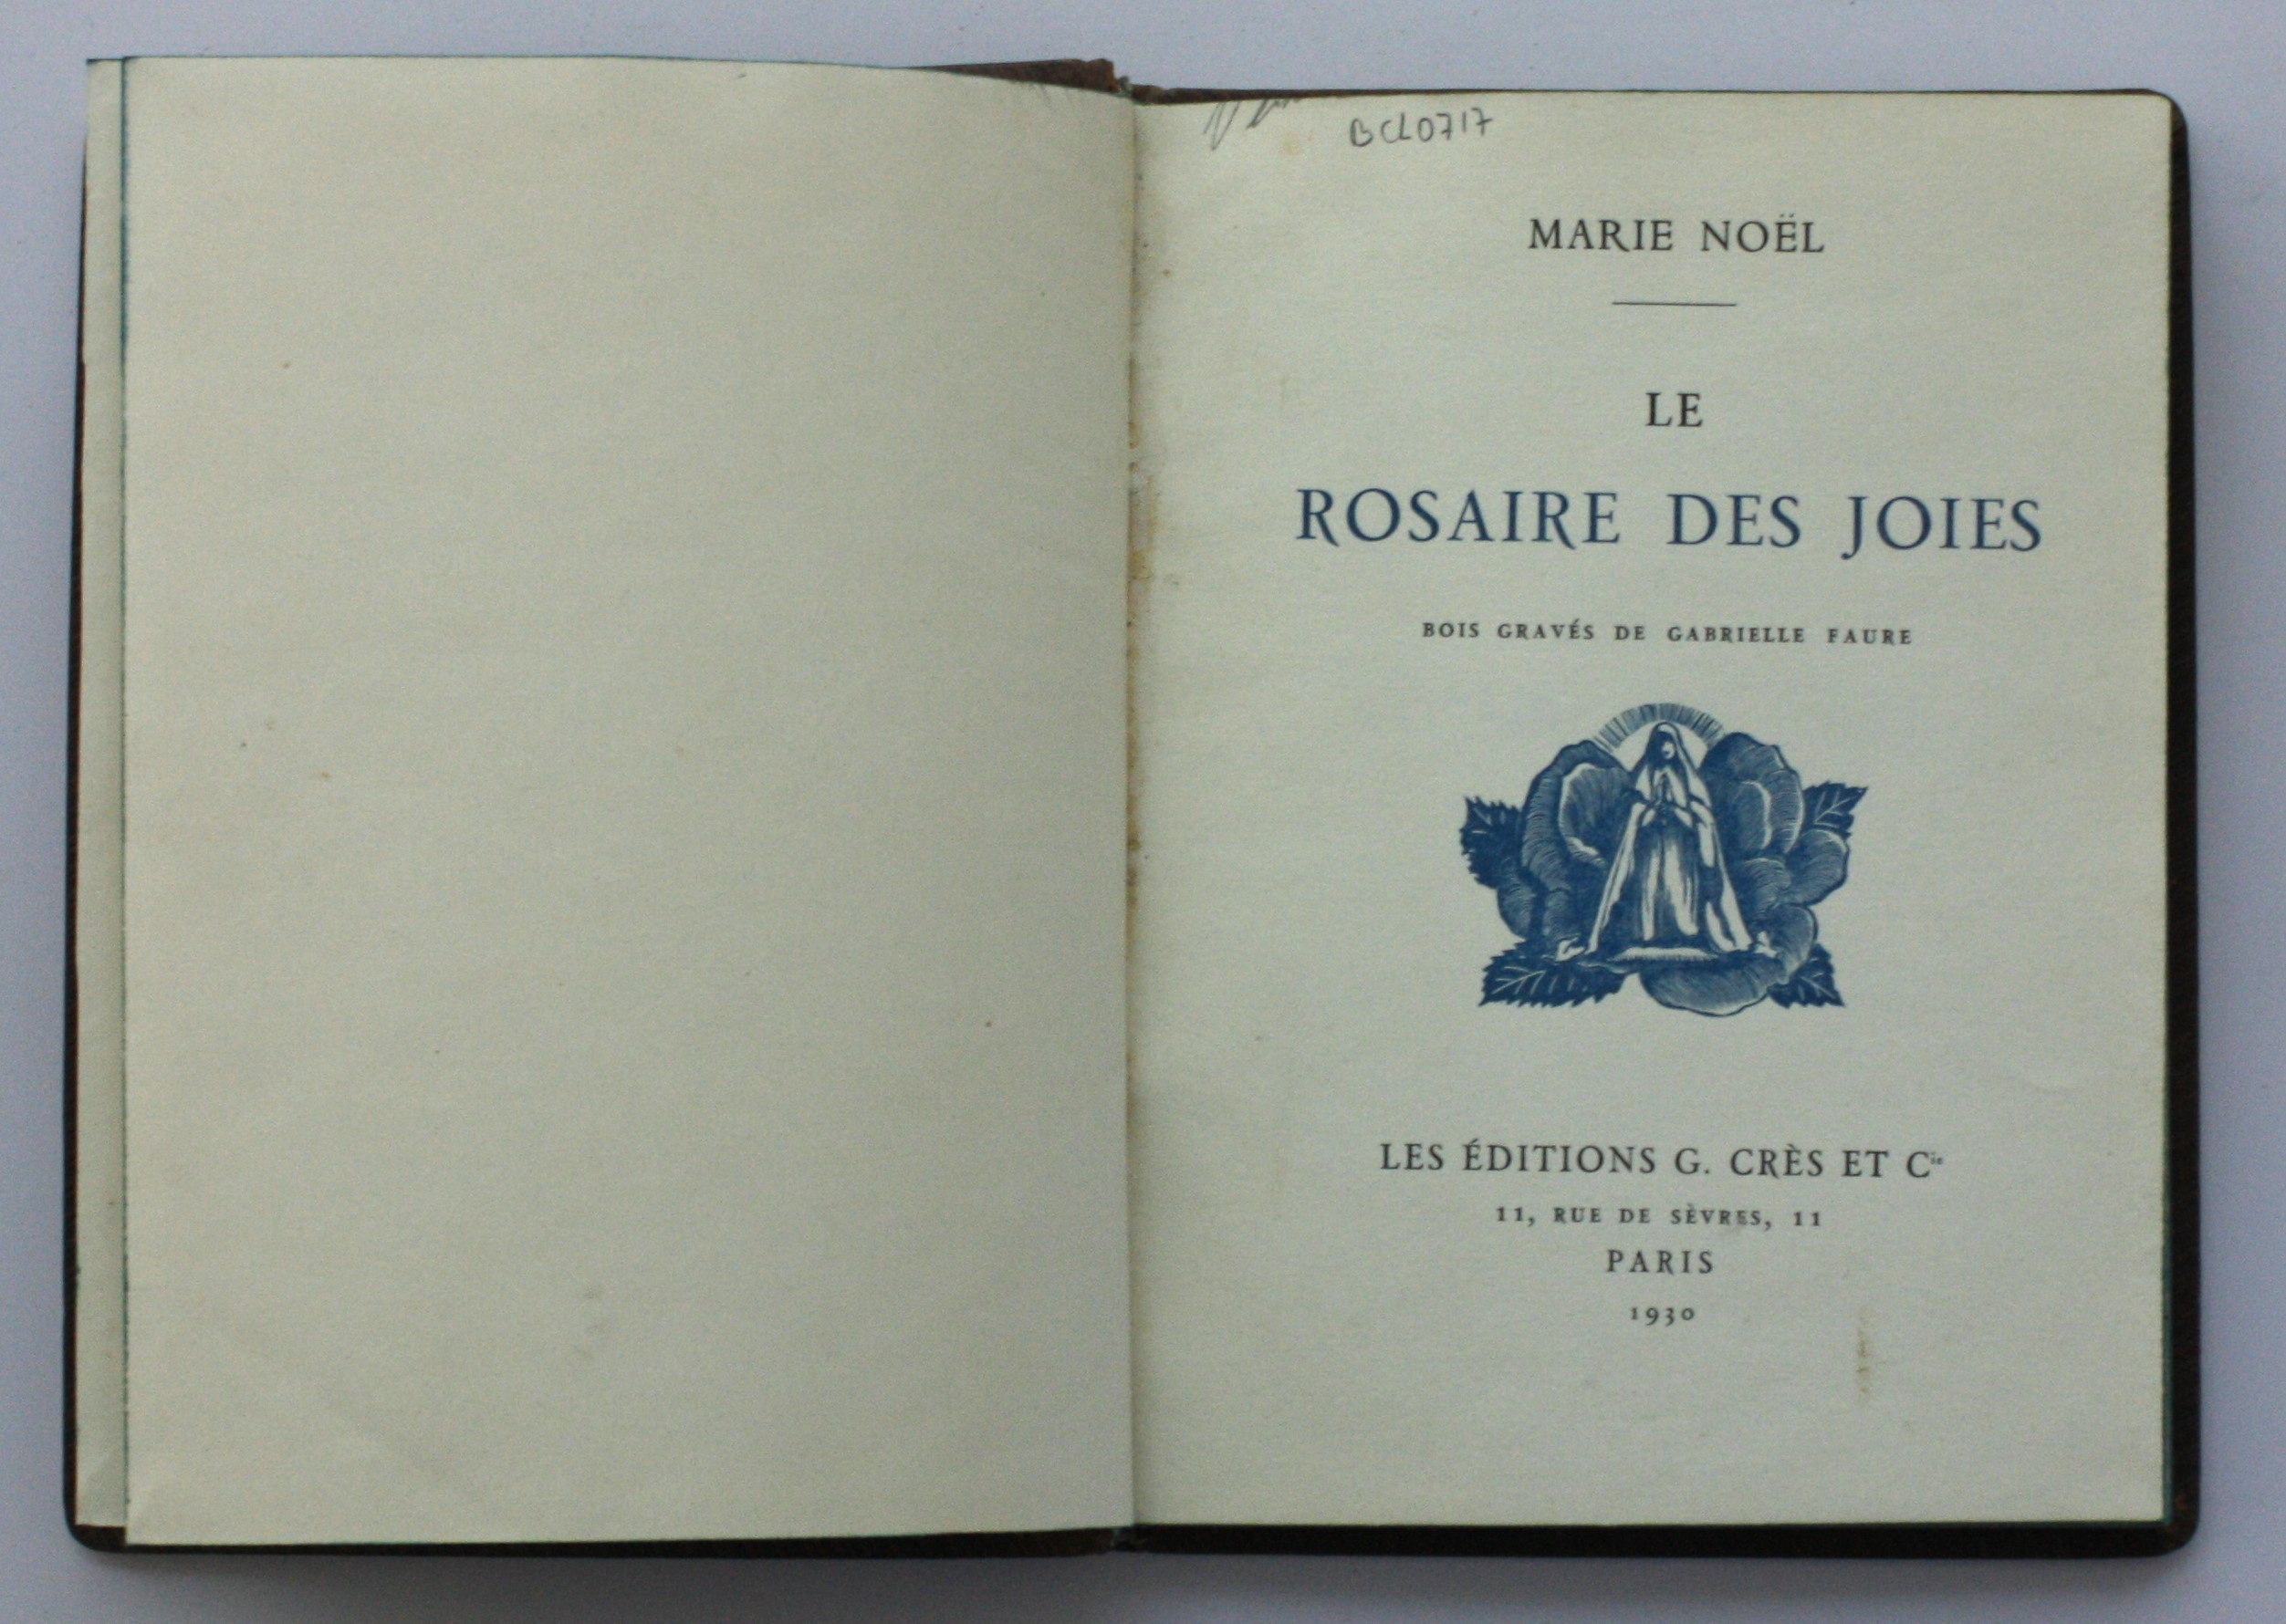 BCL0717
MARIE NOËL
LE
ROSAIRE DES JOIES
BOIS GRAVÉS DE GABRIELLE FAURE
LES ÉDITIONS G. CRÈS ET Cie
11, RUE DE SÈVRES, 11
PARIS
1930